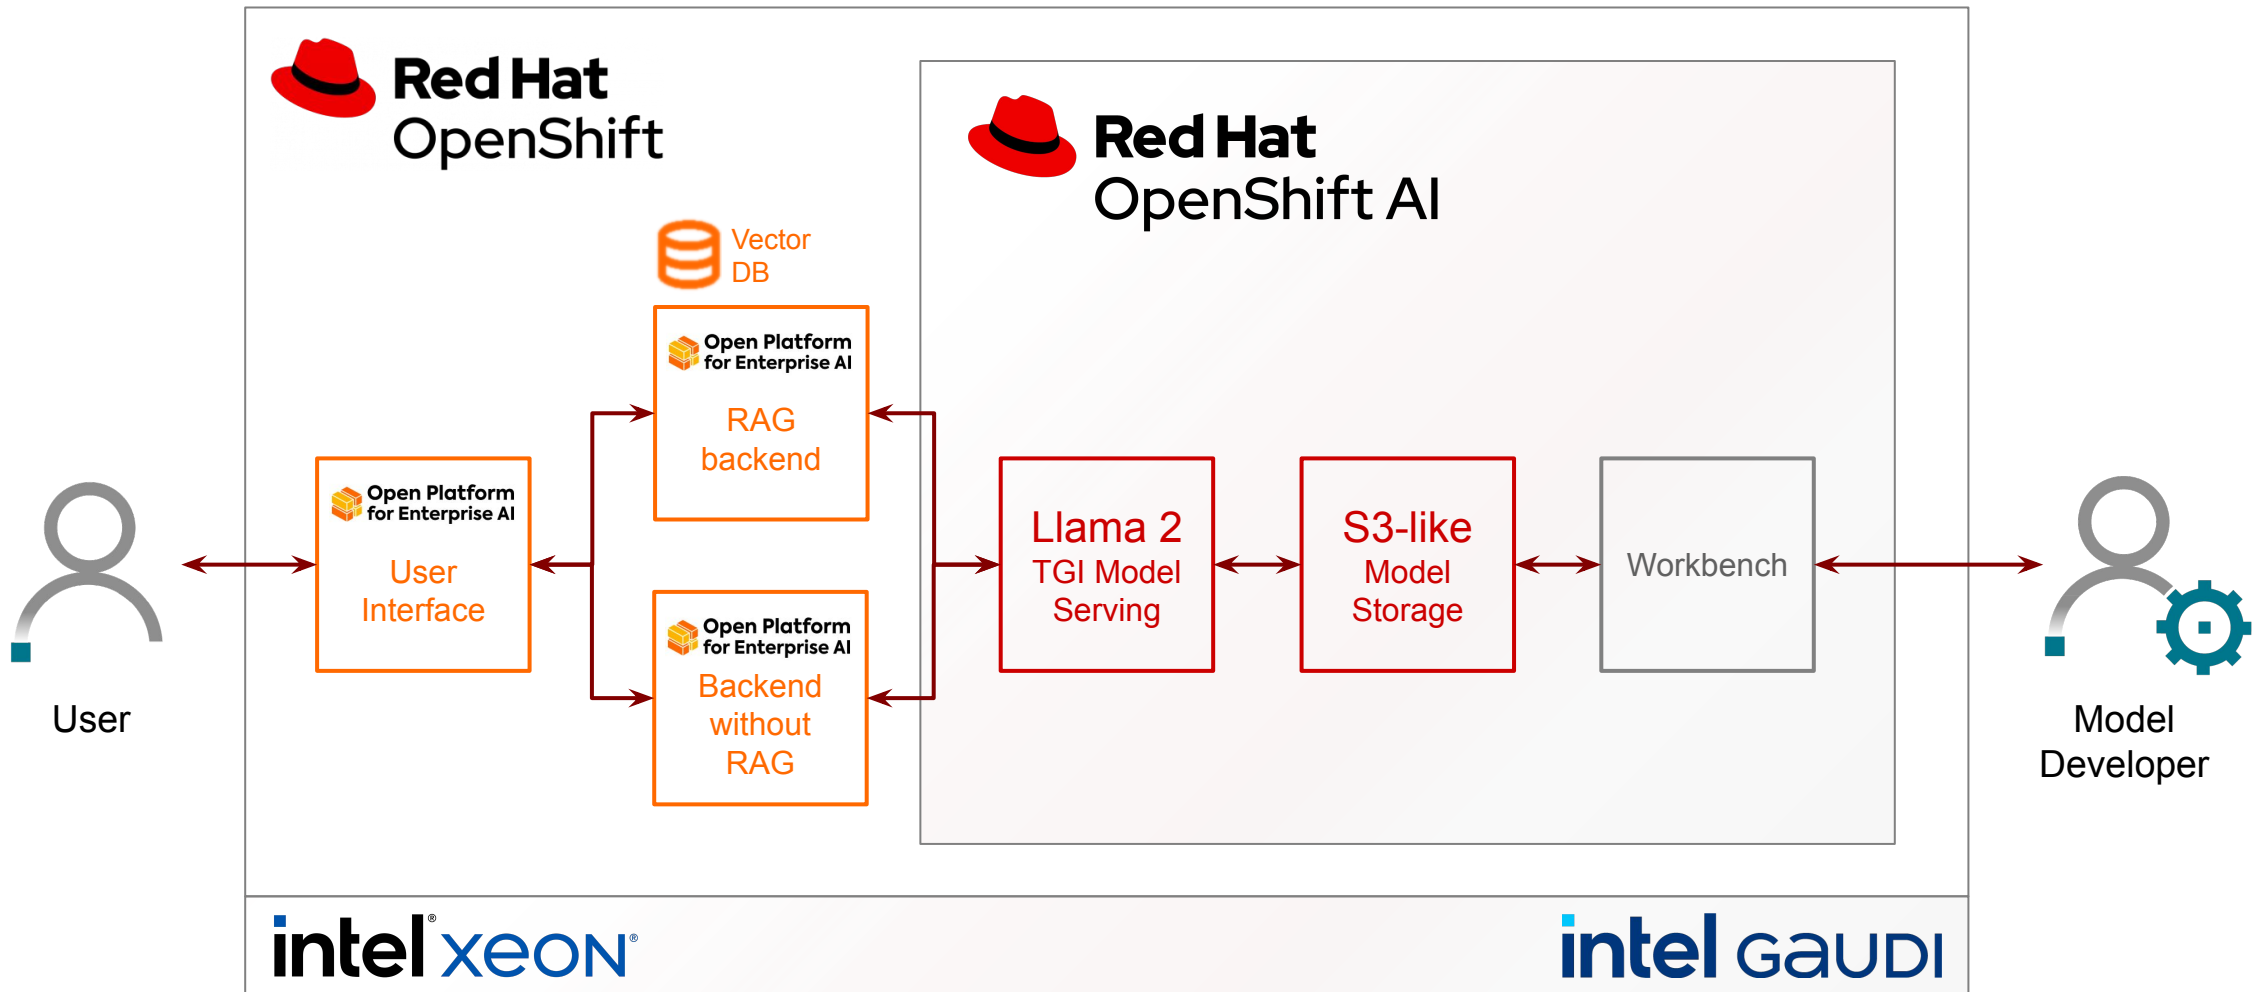 Red Hat
OpenShift
Red Hat
OpenShift AI
Vector
DB
Open Platform
for Enterprise AI
RAG
backend
Open Platform
for Enterprise AI
User
Interface
Open Platform
for Enterprise AI
Backend
without
RAG
Llama 2
TGI Model
Serving
S3-like
Model
Storage
Workbench
User
Model
Developer
intel® xeon®
intel GAUDI